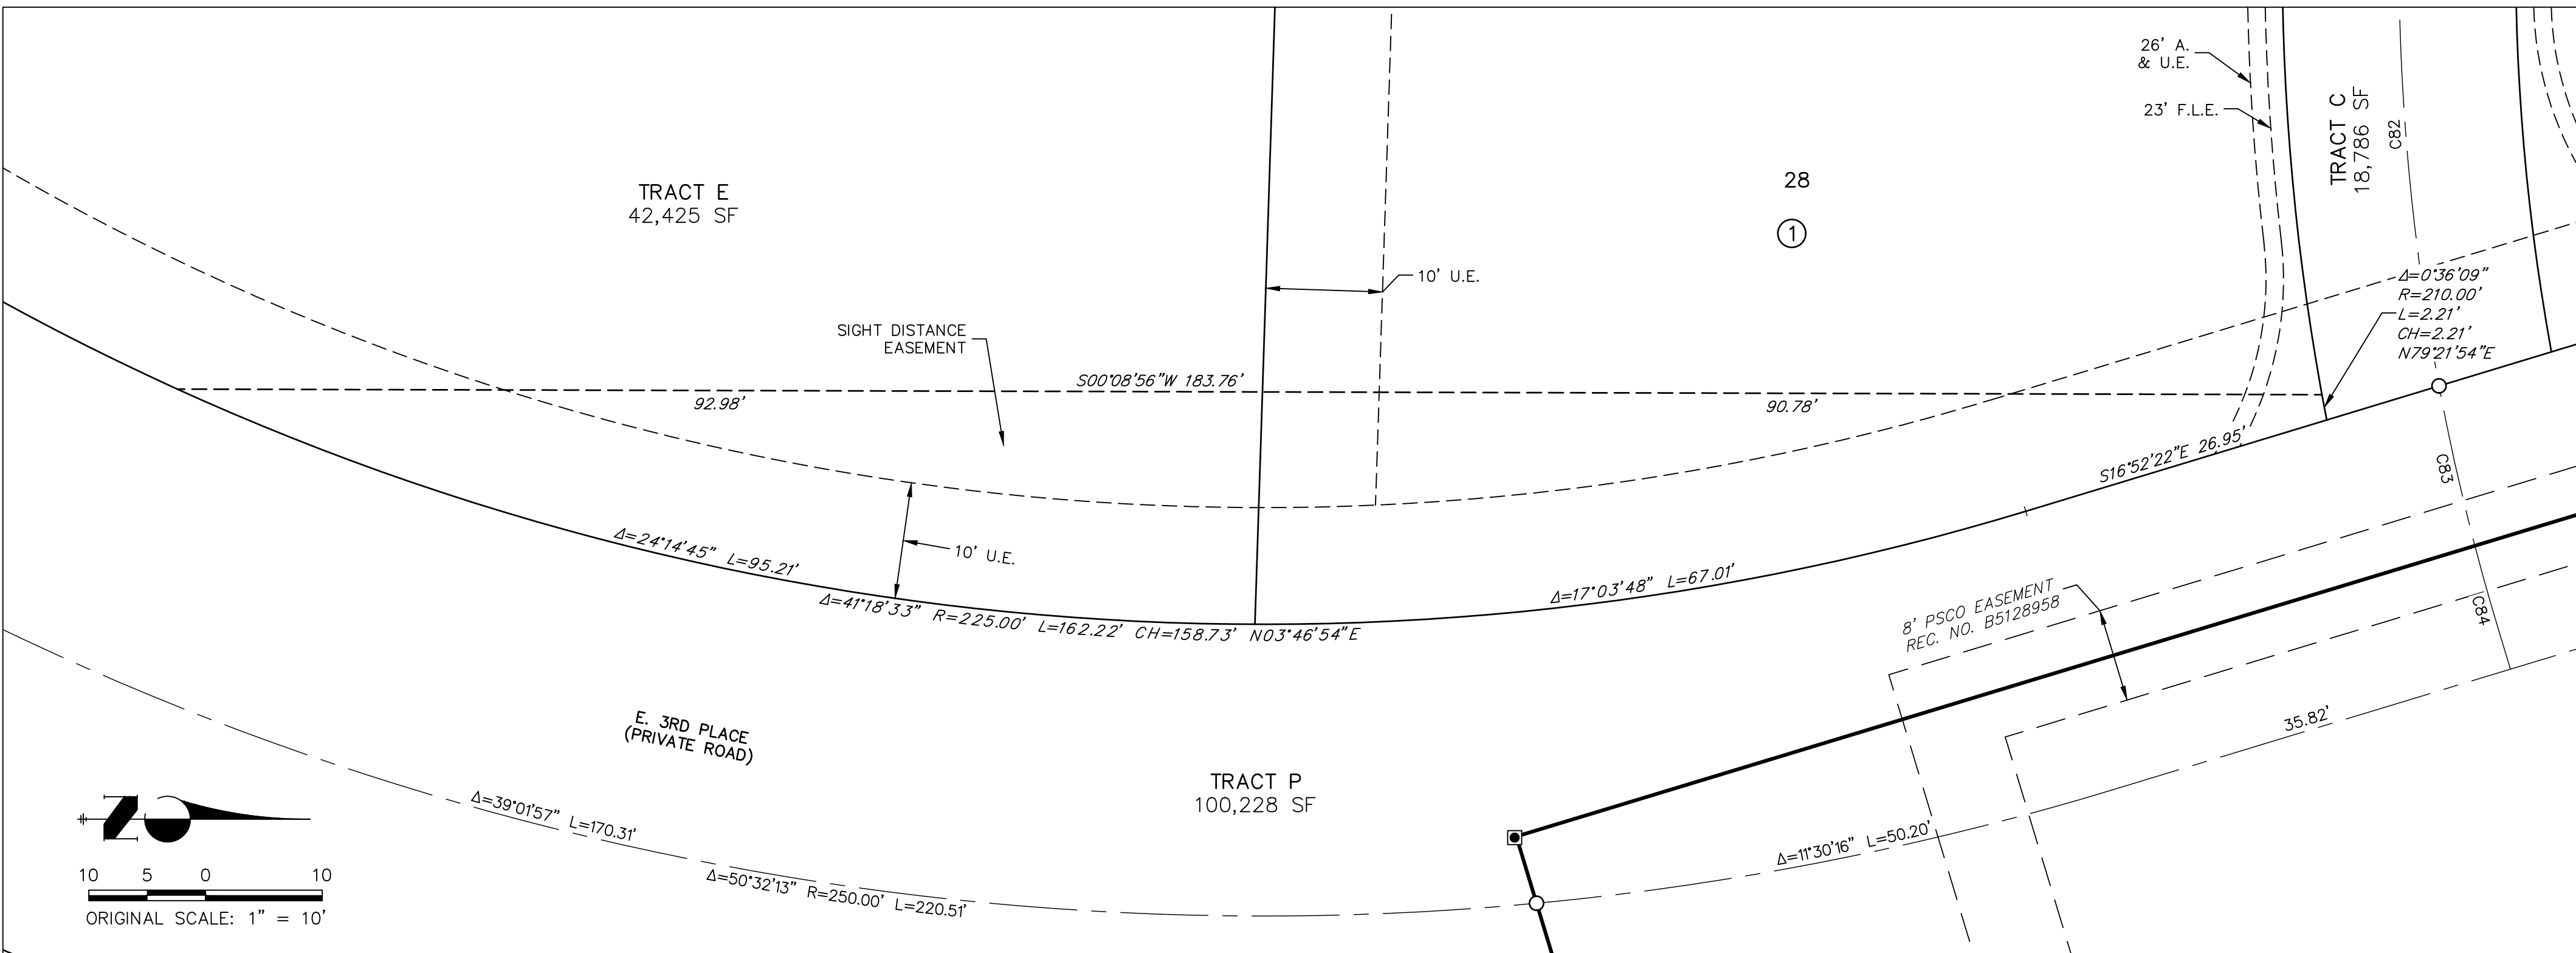 26' A.
& U.E.
23' F.L.E.
TRACT C
18,786 SF
C82
TRACT E
42,425 SF
28
1
10' U.E.
Δ=0°36'09"
R=210.00'
L=2.21'
CH=2.21'
N79°21'54"E
SIGHT DISTANCE
EASEMENT
S00°08'56"W 183.76'
92.98'
90.78'
S16°52'22"E 26.95'
C83
Δ=24°14'45" L=95.21'
10' U.E.
Δ=17°03'48" L=67.01'
Δ=41°18'33" R=225.00' L=162.22' CH=158.73' N03°46'54"E
8' PSCO EASEMENT
REC. NO. B5128958
C84
E. 3RD PLACE
(PRIVATE ROAD)
35.82'
TRACT P
100,228 SF
Δ=39°01'57" L=170.31'
Δ=11°30'16" L=50.20'
Δ=50°32'13" R=250.00' L=220.51'
N
10 5 0 10
ORIGINAL SCALE: 1" = 10'